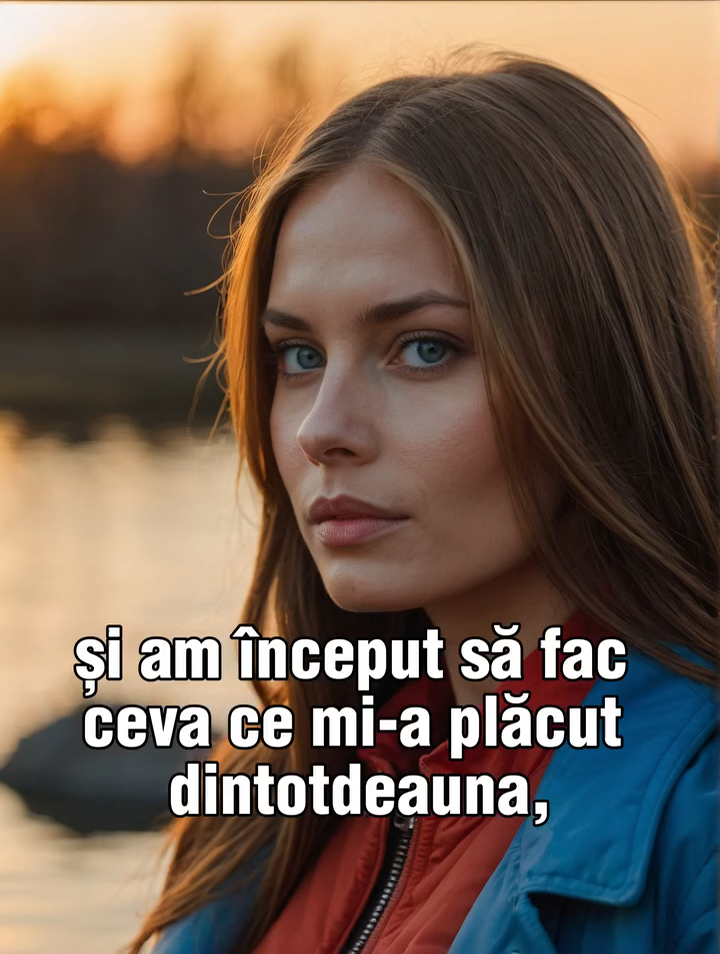 și am început să fac
ceva ce mi-a plăcut
dintotdeauna,